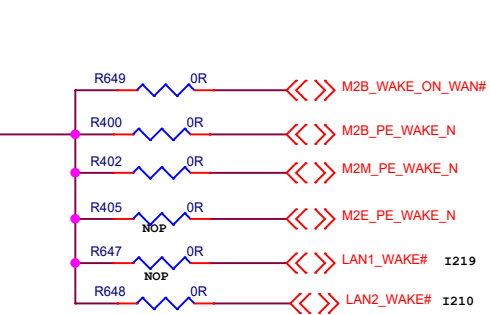 R649 0R M2B_WAKE_ON_WAN#
R400 0R M2B_PE_WAKE_N
R402 0R M2M_PE_WAKE_N
R405 0R M2E_PE_WAKE_N
NOP
R647 0R LAN1_WAKE# I219
NOP
R648 0R LAN2_WAKE# I210